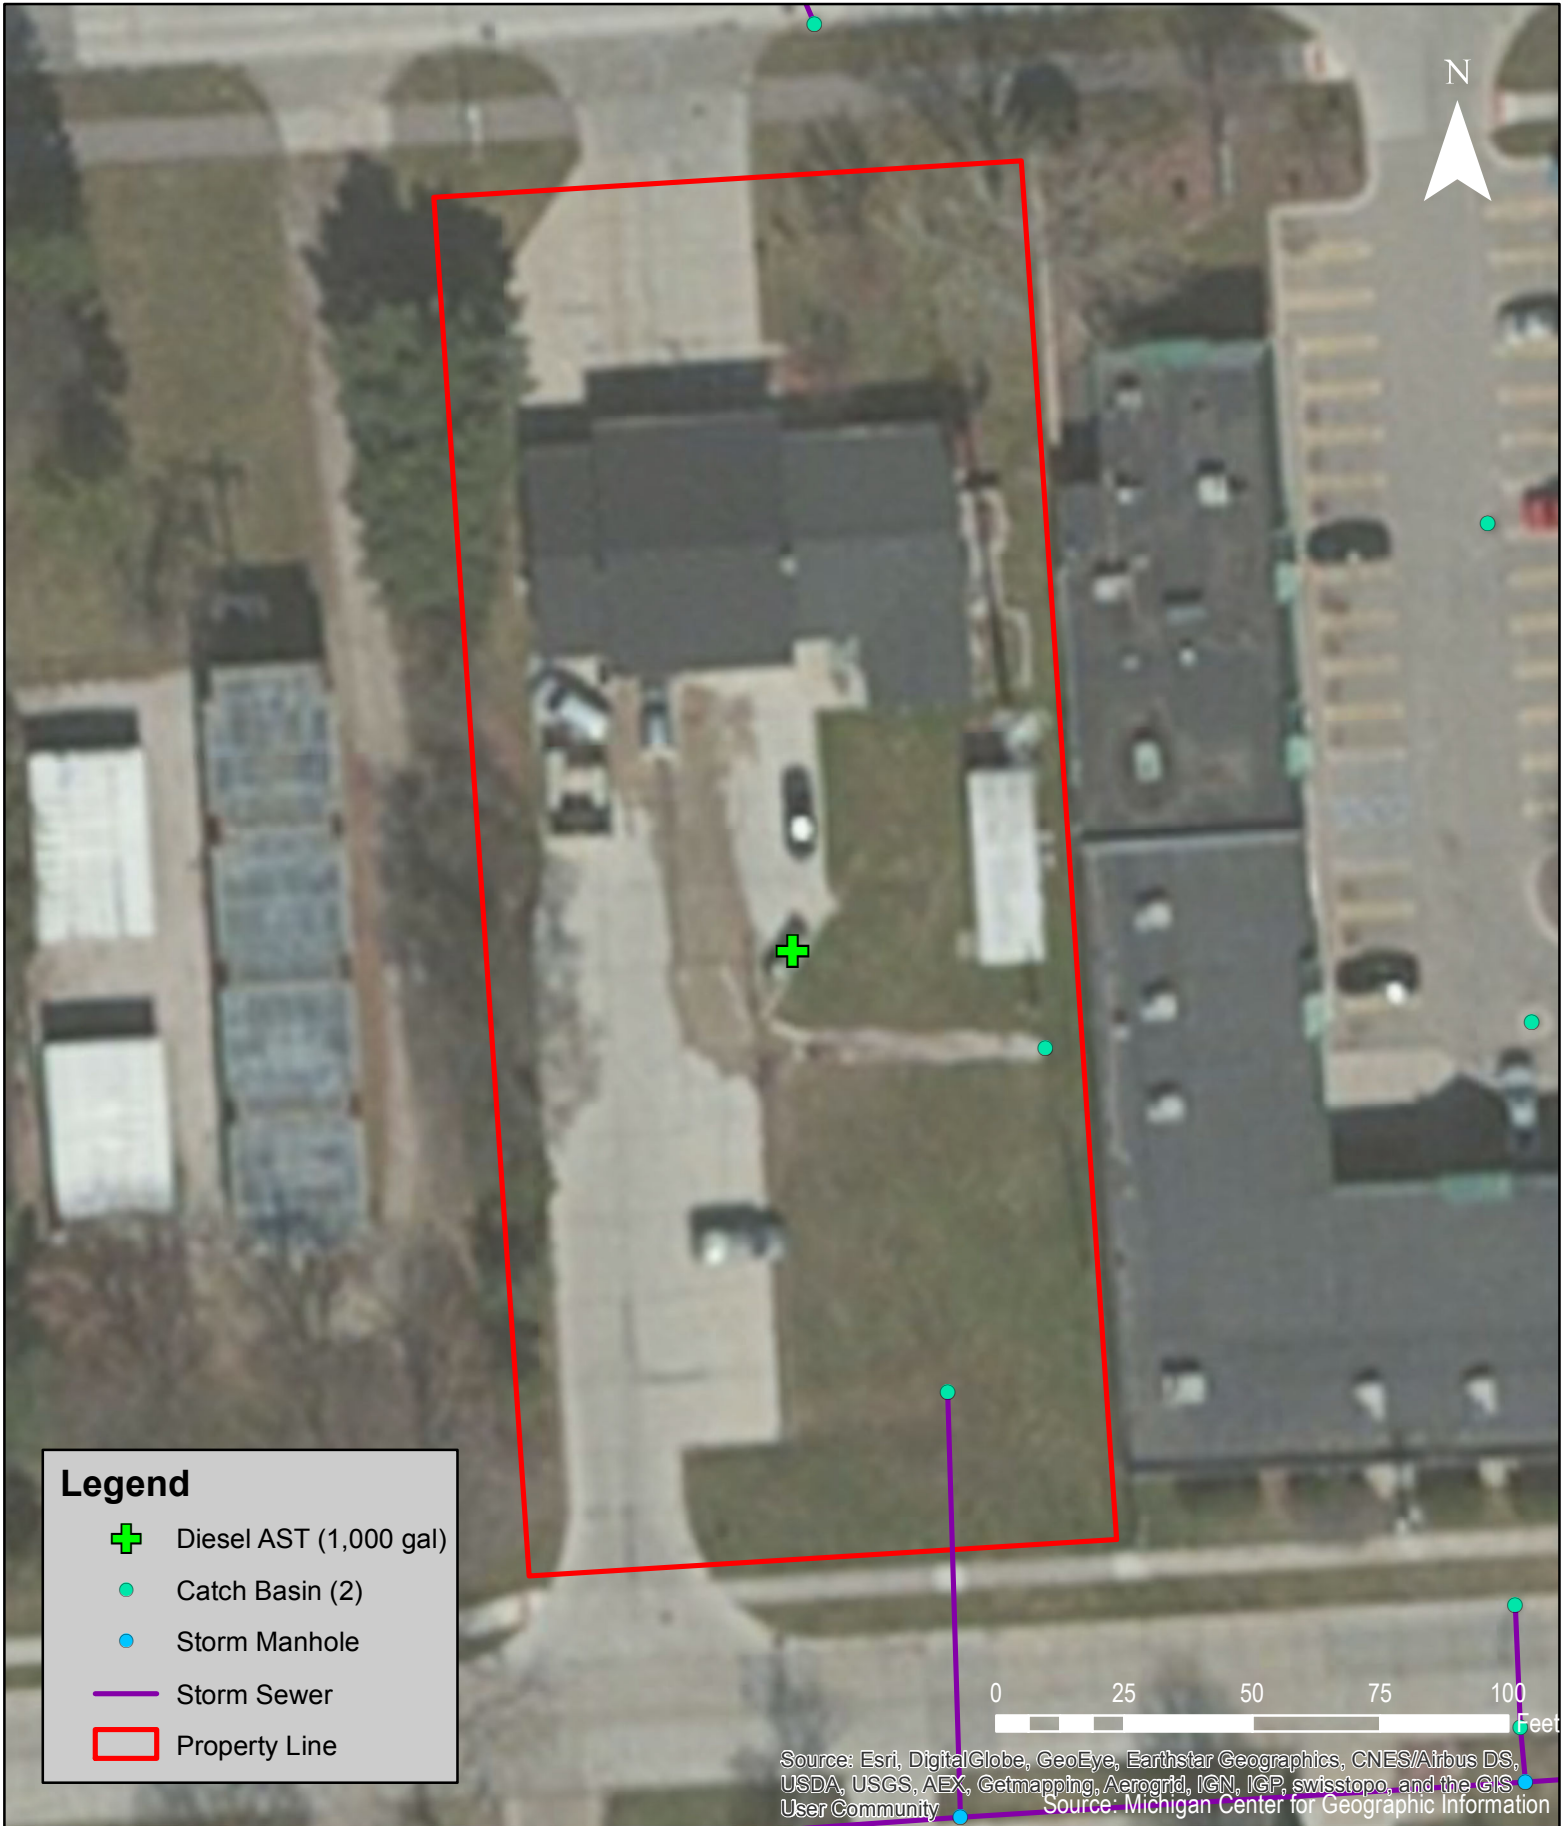 N
Legend
Diesel AST (1,000 gal)
Catch Basin (2)
Storm Manhole
Storm Sewer
Property Line
0 25 50 75 100
Feet
Source: Esri, DigitalGlobe, GeoEye, Earthstar Geographics, CNES/Airbus DS,
USDA, USGS, AEX, Getmapping, Aerogrid, IGN, IGP, swisstopo, and the GIS
User Community
Source: Michigan Center for Geographic Information